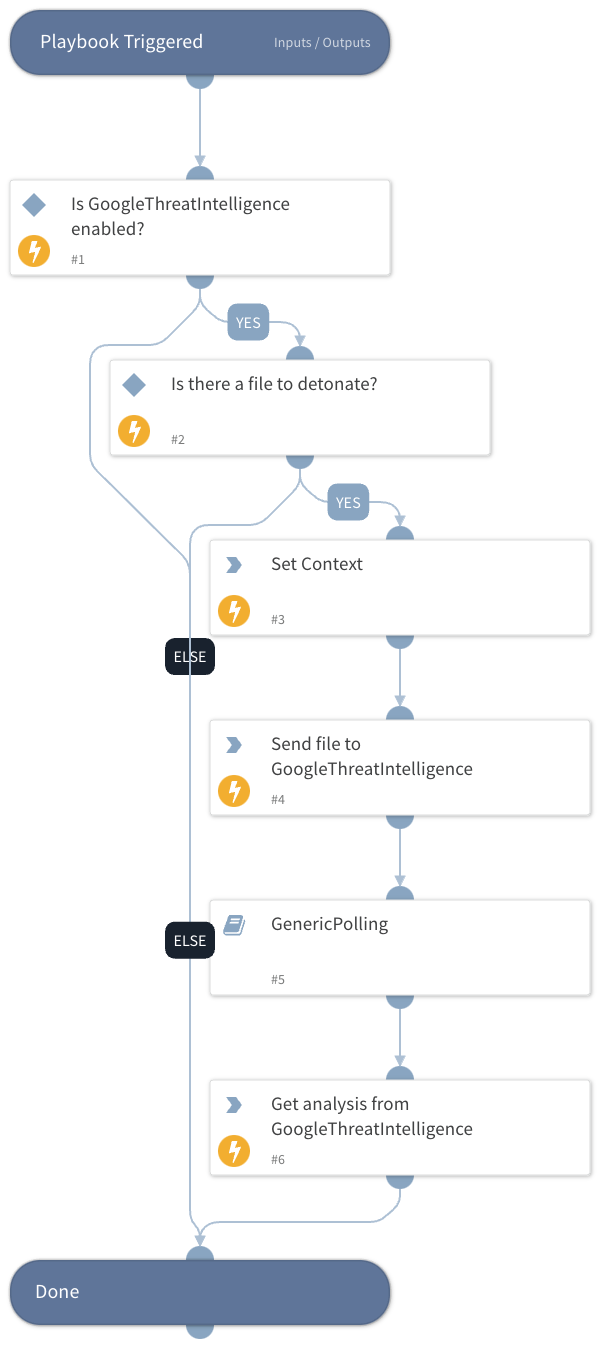 Playbook Triggered
Inputs / Outputs
Is GoogleThreatIntelligence
enabled?
#1
YES
Is there a file to detonate?
#2
YES
Set Context
#3
ELSE
Send file to
GoogleThreatIntelligence
#4
GenericPolling
ELSE
#5
Get analysis from
GoogleThreatIntelligence
#6
Done